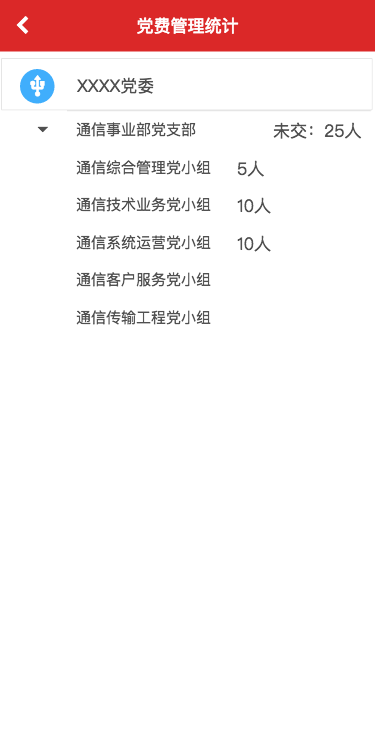 党费管理统计
XXXX党委
通信事业部党支部 未交：25人
通信综合管理党小组 5人
通信技术业务党小组 10人
通信系统运营党小组 10人
通信客户服务党小组
通信传输工程党小组